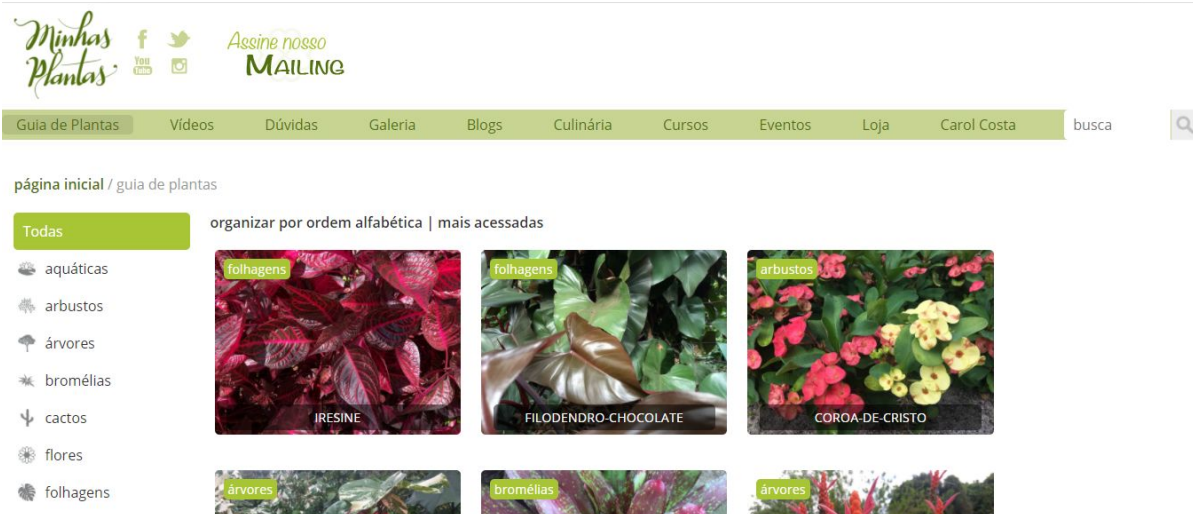 Minhas
Plantas
You
Tube
Assine nosso
MAILING
Guia de Plantas Vídeos Dúvidas Galeria Blogs Culinária Cursos Eventos Loja Carol Costa busca
página inicial / guia de plantas
Todas
aquáticas
arbustos
árvores
bromélias
cactos
flores
folhagens
organizar por ordem alfabética | mais acessadas
folhagens
IRESINE
folhagens
FILODENDRO-CHOCOLATE
arbustos
COROA-DE-CRISTO
árvores
bromélias
árvores